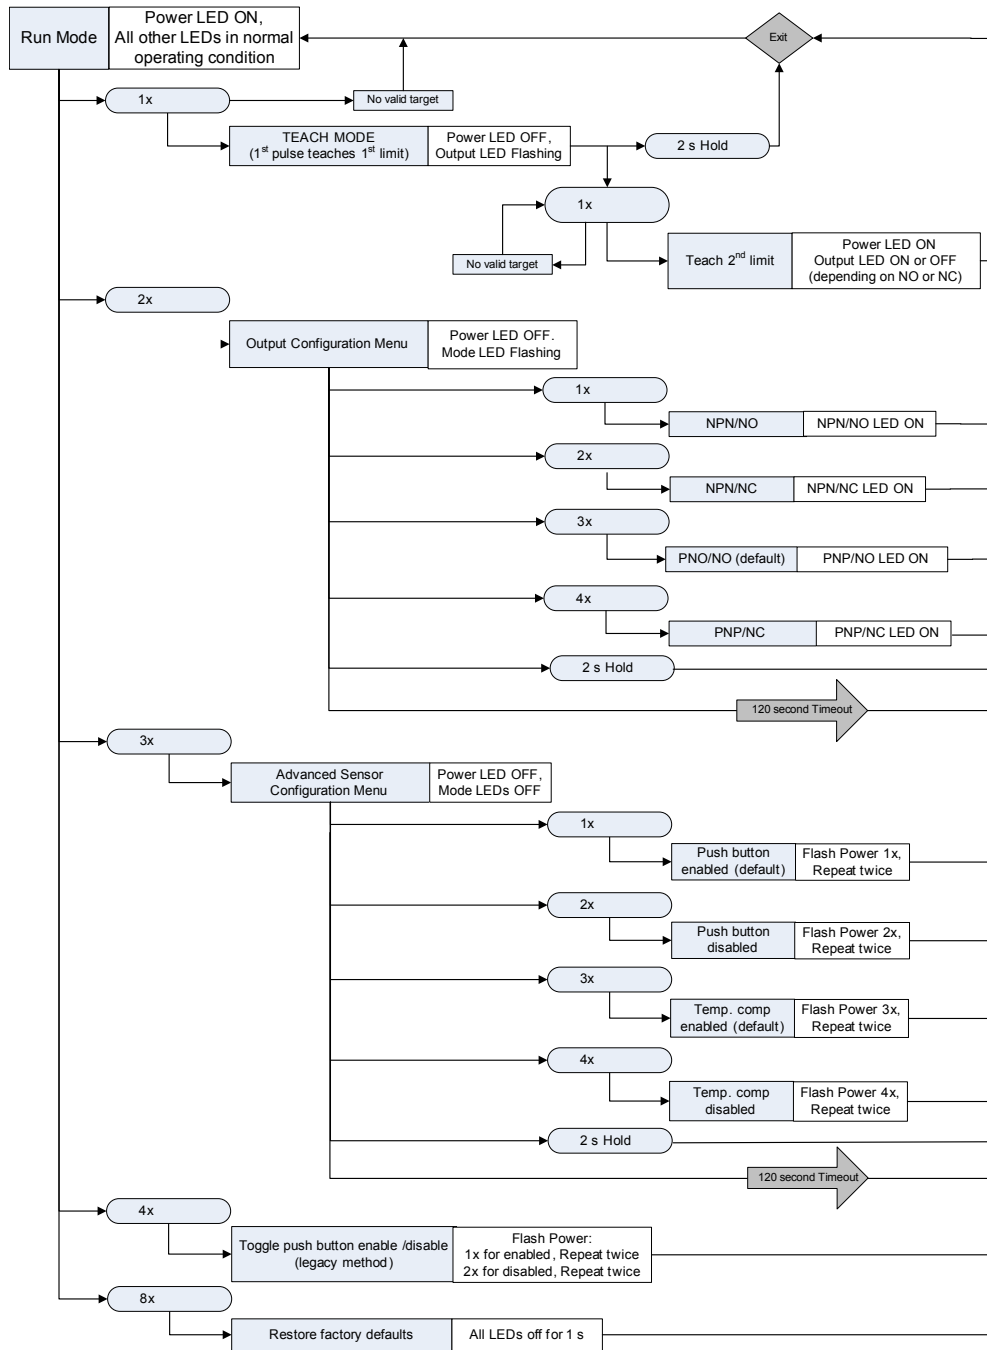 Run Mode
Power LED ON,
All other LEDs in normal
operating condition
Exit
1x
No valid target
TEACH MODE
(1st pulse teaches 1st limit)
Power LED OFF,
Output LED Flashing
2 s Hold
1x
No valid target
Teach 2nd limit
Power LED ON
Output LED ON or OFF
(depending on NO or NC)
2x
Output Configuration Menu
Power LED OFF.
Mode LED Flashing
1x
NPN/NO
NPN/NO LED ON
2x
NPN/NC
NPN/NC LED ON
3x
PNO/NO (default)
PNP/NO LED ON
4x
PNP/NC
PNP/NC LED ON
2 s Hold
120 second Timeout
3x
Advanced Sensor
Configuration Menu
Power LED OFF,
Mode LEDs OFF
1x
Push button
enabled (default)
Flash Power 1x,
Repeat twice
2x
Push button
disabled
Flash Power 2x,
Repeat twice
3x
Temp. comp
enabled (default)
Flash Power 3x,
Repeat twice
4x
Temp. comp
disabled
Flash Power 4x,
Repeat twice
2 s Hold
120 second Timeout
4x
Toggle push button enable /disable
(legacy method)
Flash Power:
1x for enabled, Repeat twice
2x for disabled, Repeat twice
8x
Restore factory defaults
All LEDs off for 1 s